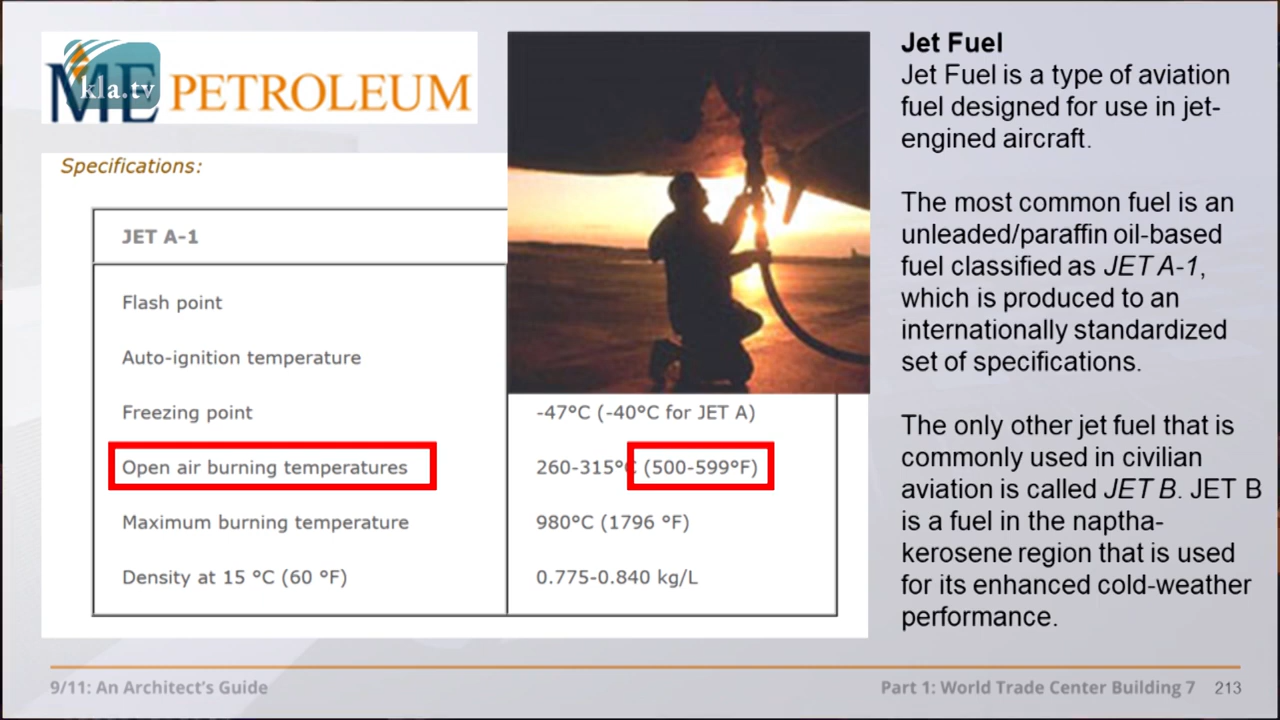 ME PETROLEUM
kla.tv
Specifications:
JET A-1
Flash point
Auto-ignition temperature
Freezing point -47°C (-40°C for JET A)
Open air burning temperatures 260-315°C (500-599°F)
Maximum burning temperature 980°C (1796 °F)
Density at 15 °C (60 °F) 0.775-0.840 kg/L
Jet Fuel
Jet Fuel is a type of aviation
fuel designed for use in jet-
engined aircraft.
The most common fuel is an
unleaded/paraffin oil-based
fuel classified as JET A-1,
which is produced to an
internationally standardized
set of specifications.
The only other jet fuel that is
commonly used in civilian
aviation is called JET B. JET B
is a fuel in the naptha-
kerosene region that is used
for its enhanced cold-weather
performance.
9/11: An Architect's Guide
Part 1: World Trade Center Building 7 213